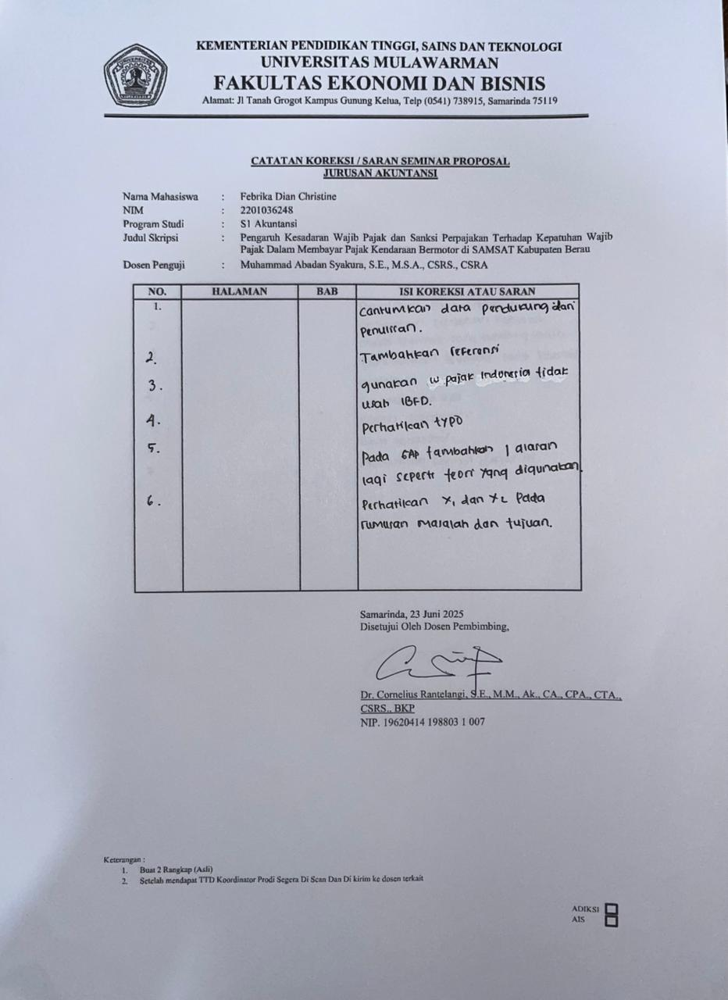 KEMENTERIAN PENDIDIKAN TINGGI, SAINS DAN TEKNOLOGI
UNIVERSITAS MULAWARMAN
FAKULTAS EKONOMI DAN BISNIS
Alamat: Jl Tanah Grogot Kampus Gunung Kelua, Telp (0541) 738915, Samarinda 75119
CATATAN KOREKSI / SARAN SEMINAR PROPOSAL
JURUSAN AKUNTANSI
Nama Mahasiswa : Febrika Dian Christine
NIM : 2201036248
Program Studi : S1 Akuntansi
Judul Skripsi : Pengaruh Kesadaran Wajib Pajak dan Sanksi Perpajakan Terhadap Kepatuhan Wajib
Pajak Dalam Membayar Pajak Kendaraan Bermotor di SAMSAT Kabupaten Berau
Dosen Penguji : Muhammad Abadan Syakura, S.E., M.S.A., CSRS., CSRA
NO. HALAMAN BAB ISI KOREKSI ATAU SARAN
1. Cantumkan data pendukung dari
penulisan.
2. Tambahkan referensi
3. gunakan uu pajak Indonesia tidak
usah IBFD.
4. Perhatikan typo
5. Pada GAP tambahkan 1 alasan
lagi seperti teori yang digunakan.
6. Perhatikan x1 dan x2 pada
rumusan masalah dan tujuan.
Samarinda, 23 Juni 2025
Disetujui Oleh Dosen Pembimbing,
Dr. Cornelius Rantelangi, S.E., M.M., Ak., CA., CPA., CTA.,
CSRS., BKP
NIP. 19620414 198803 1 007
Keterangan :
1. Buat 2 Rangkap (Asli)
2. Setelah mendapat TTD Koordinator Prodi Segera Di Scan Dan Di kirim ke dosen terkait
ADIKSI
AIS